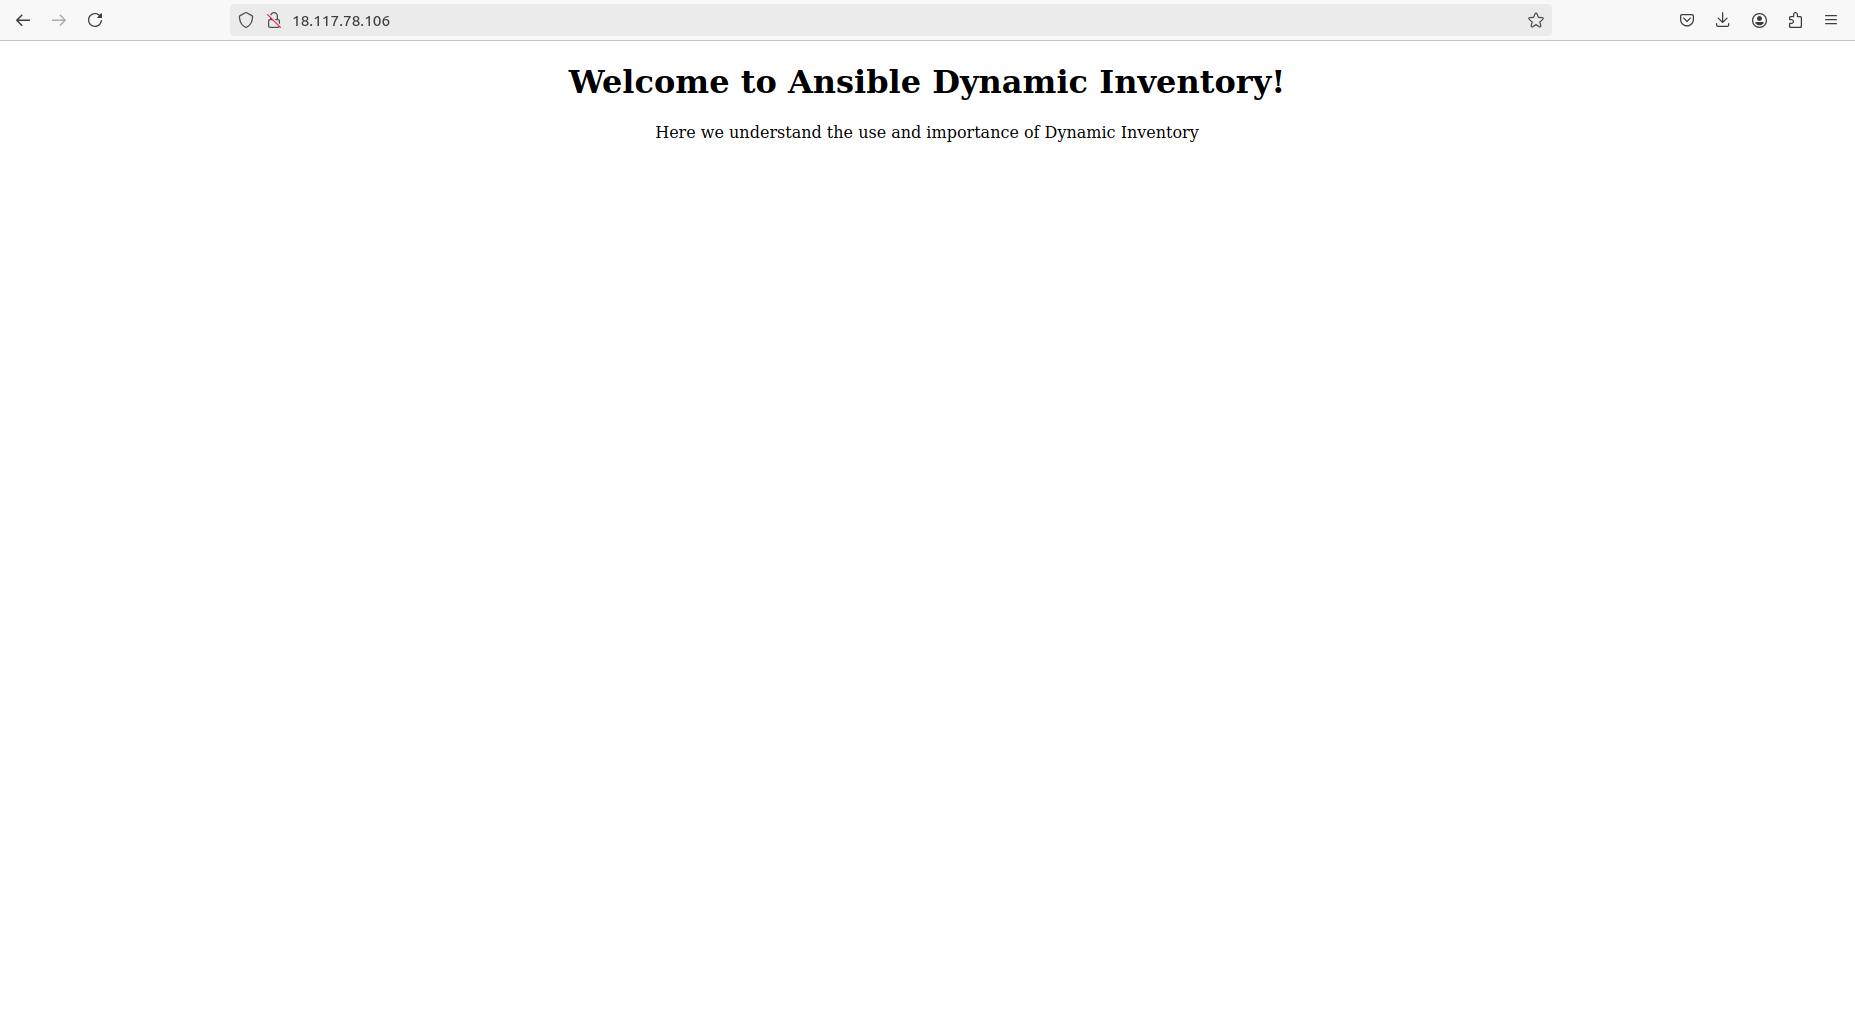 18.117.78.106
Welcome to Ansible Dynamic Inventory!
Here we understand the use and importance of Dynamic Inventory